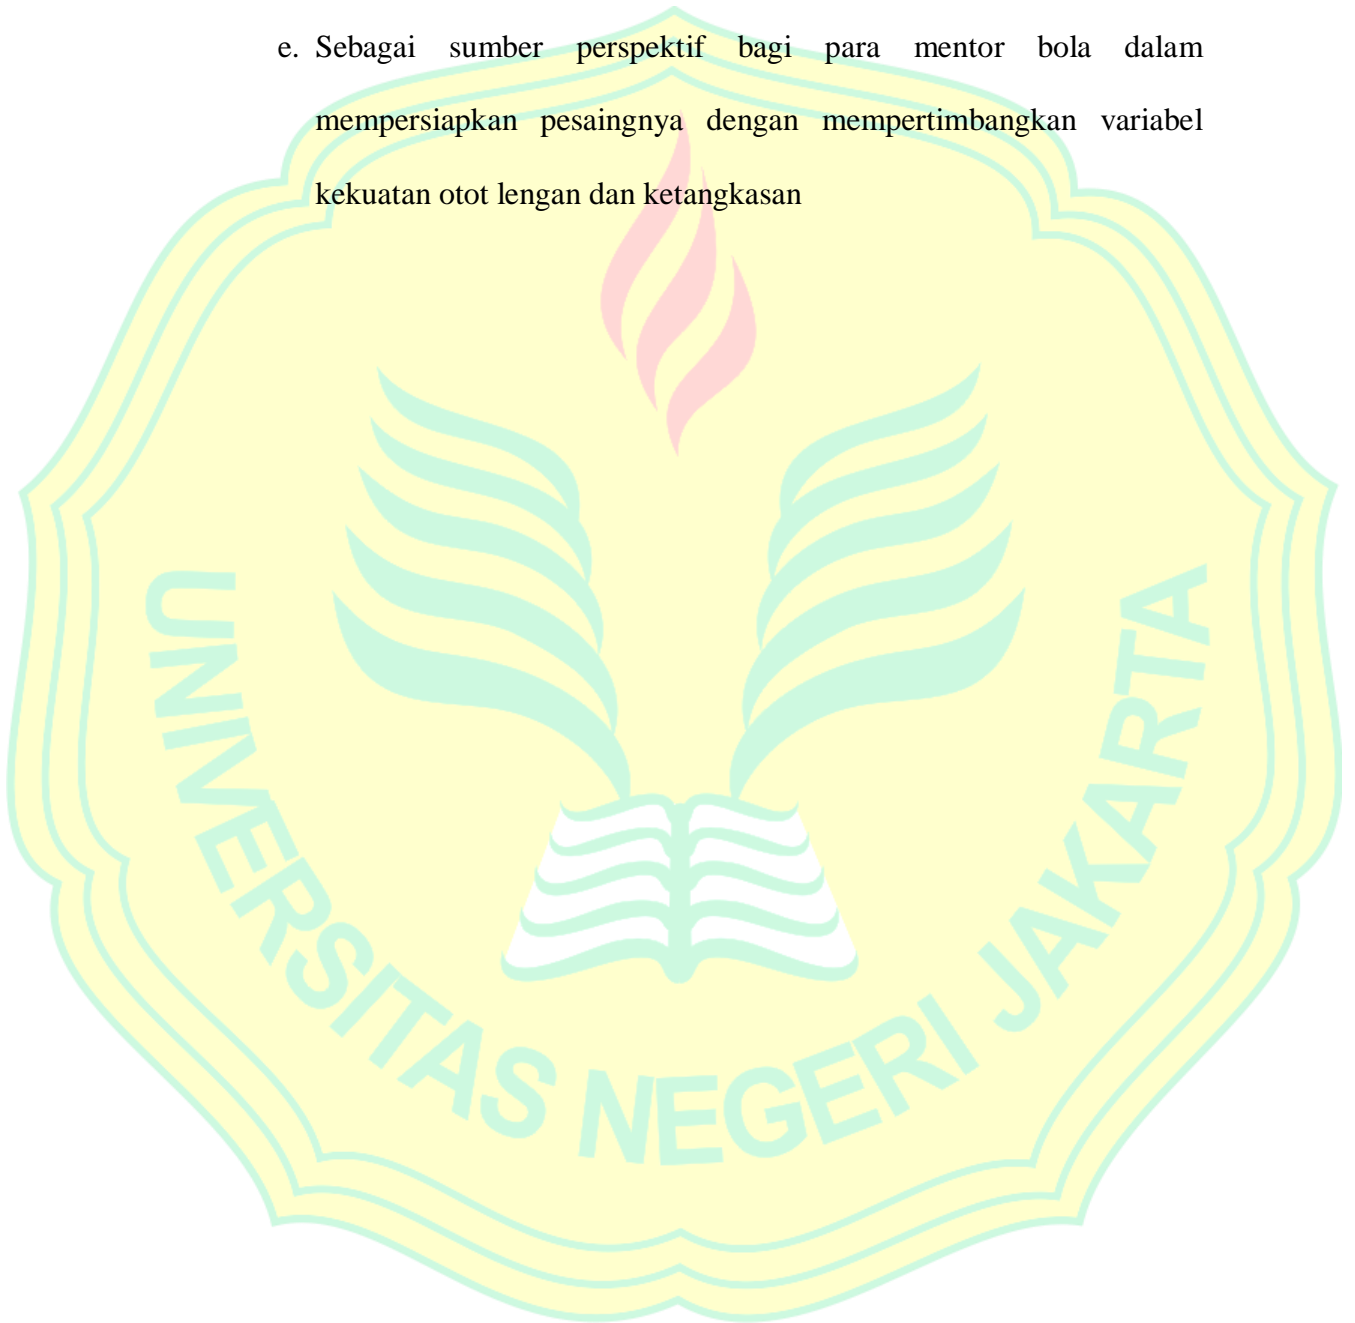 e. Sebagai sumber perspektif bagi para mentor bola dalam
mempersiapkan pesaingnya dengan mempertimbangkan variabel
kekuatan otot lengan dan ketangkasan
UNIVERSITAS NEGERI JAKARTA